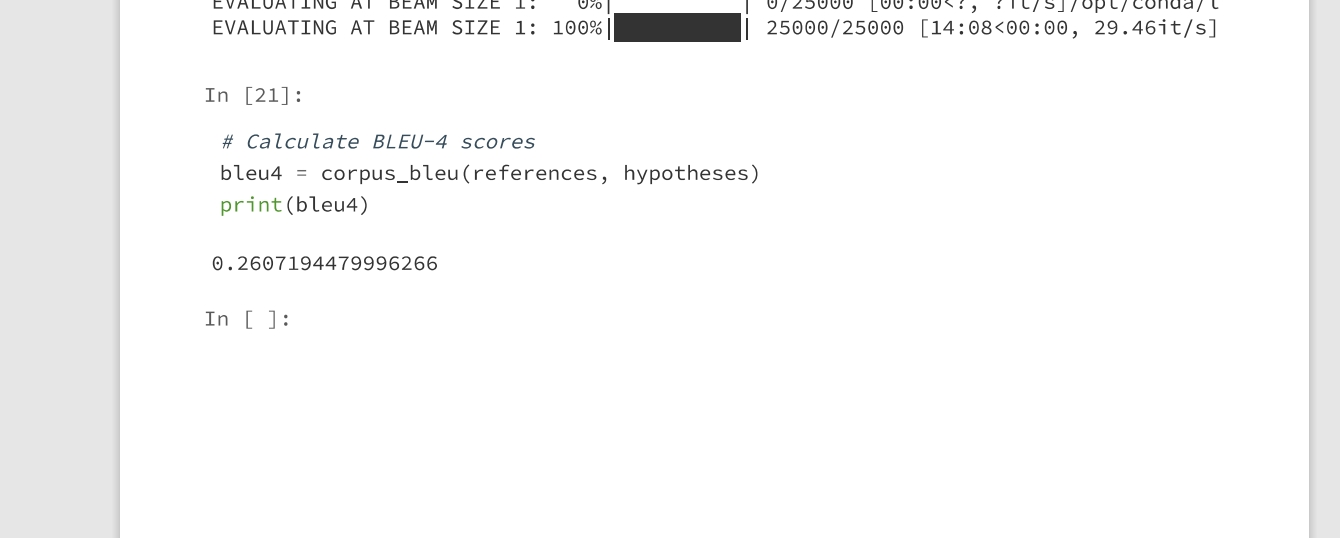 EVALUATING AT BEAM SIZE 1:   0%|          | 0/25000 [00:00<?, ?it/s]/opt/conda/l
EVALUATING AT BEAM SIZE 1: 100%|██████████| 25000/25000 [14:08<00:00, 29.46it/s]
In [21]:
# Calculate BLEU-4 scores
bleu4 = corpus_bleu(references, hypotheses)
print(bleu4)
0.2607194479996266
In [ ]: